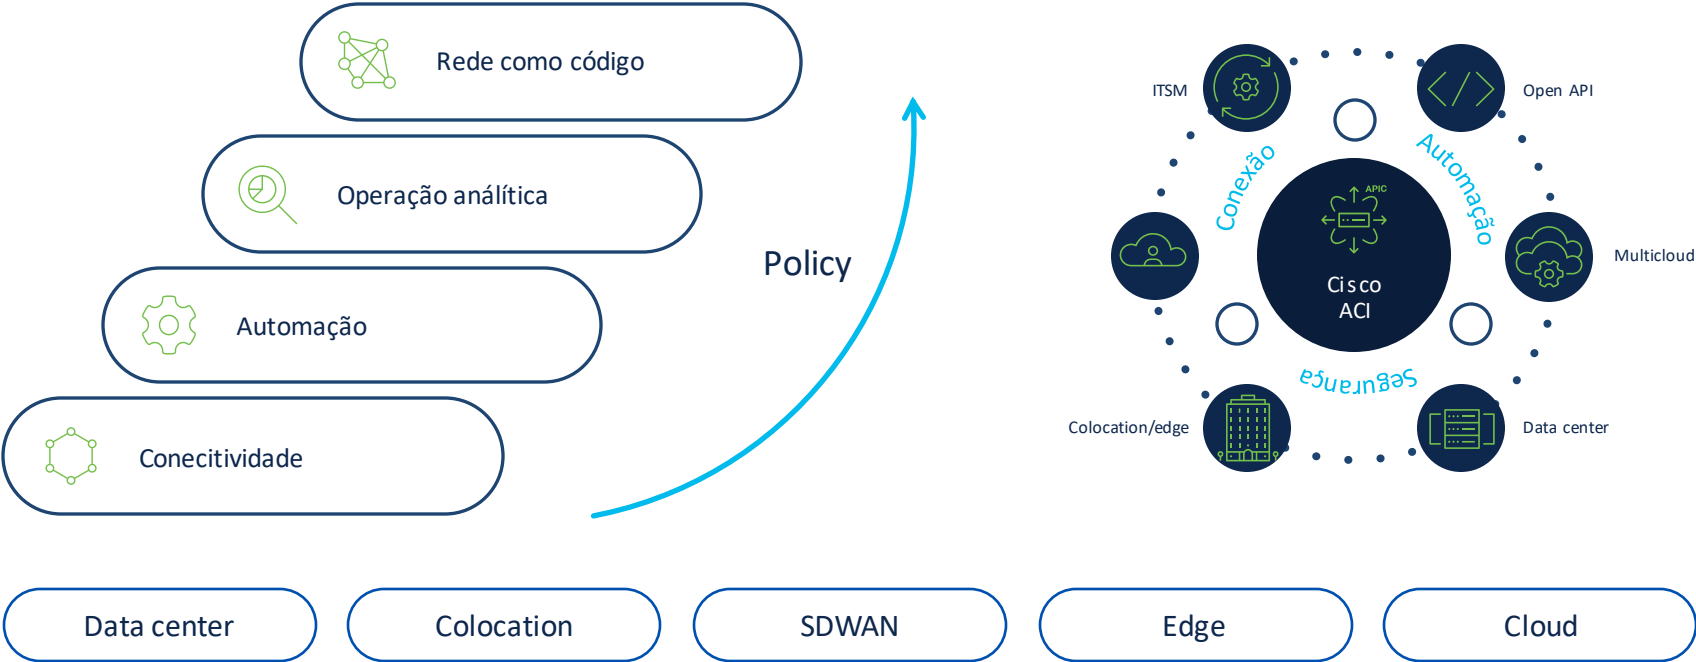 Rede como código
Operação análítica
Automação
Conecitividade
Policy
ITSM
Open API
Conexão
Automação
APIC
Cisco
ACI
Multicloud
Segurança
Colocation/edge
Data center
Data center
Colocation
SDWAN
Edge
Cloud